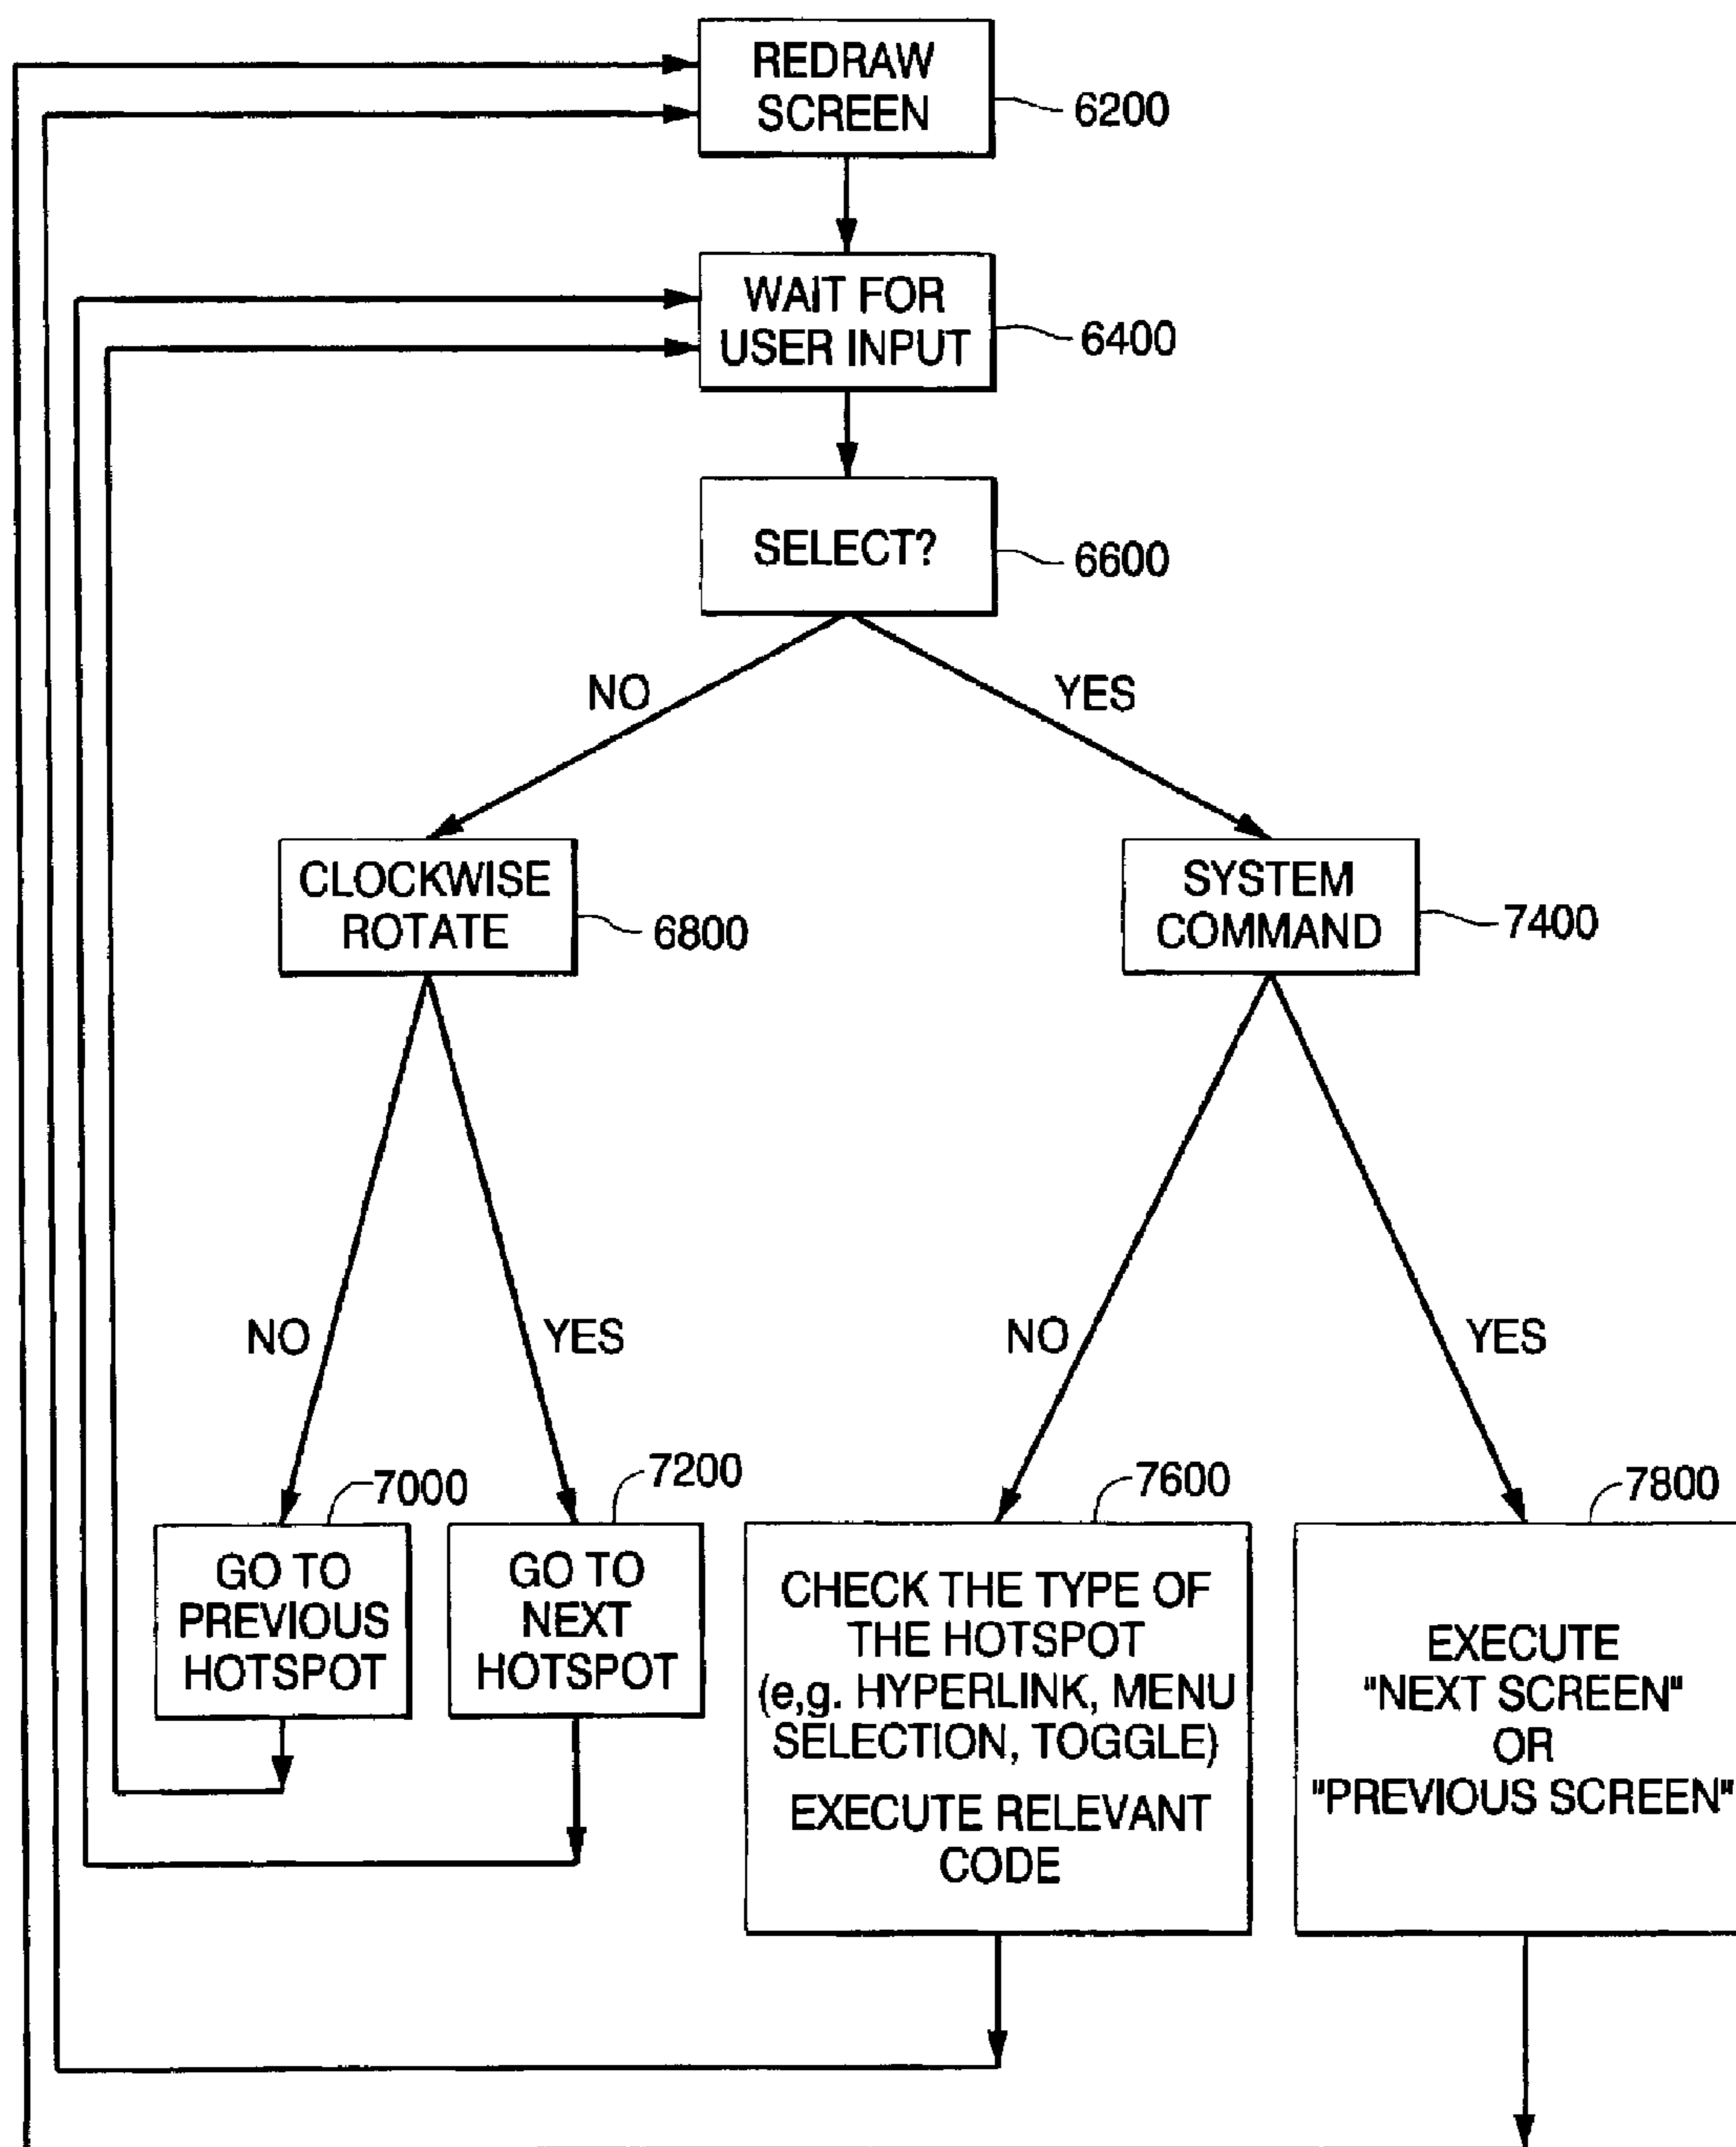 REDRAW
SCREEN
6200
WAIT FOR
USER INPUT
6400
SELECT?
6600
NO
YES
CLOCKWISE
ROTATE
6800
SYSTEM
COMMAND
7400
NO
YES
NO
YES
7000
7200
7600
7800
GO TO
PREVIOUS
HOTSPOT
GO TO
NEXT
HOTSPOT
CHECK THE TYPE OF
THE HOTSPOT
(e,g. HYPERLINK, MENU
SELECTION, TOGGLE)
EXECUTE RELEVANT
CODE
EXECUTE
"NEXT SCREEN"
OR
"PREVIOUS SCREEN"